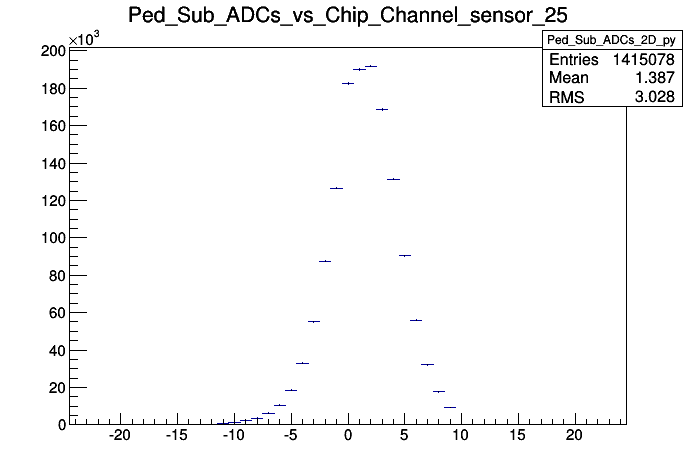 Ped_Sub_ADCs_vs_Chip_Channel_sensor_25
×10³
Ped_Sub_ADCs_2D_py
Entries 1415078
Mean 1.387
RMS 3.028
200
180
160
140
120
100
80
60
40
20
0
-20 -15 -10 -5 0 5 10 15 20